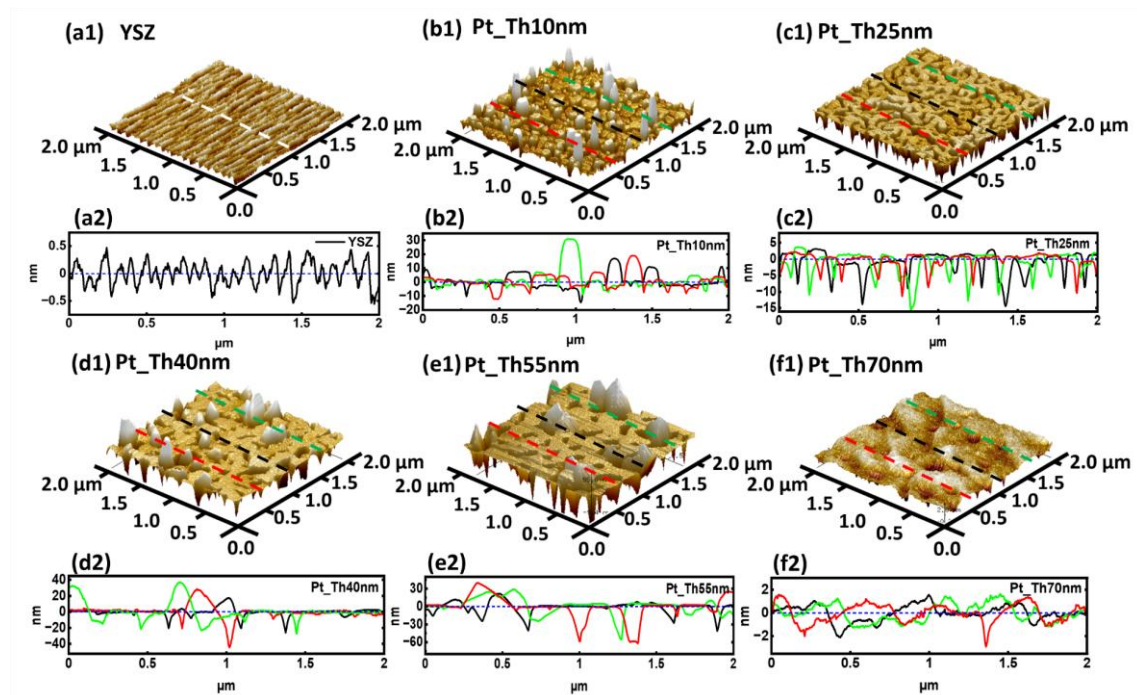 (a1) YSZ
2.0 μm
1.5
1.0
0.5
0.0
0.5
1.0
1.5
2.0 μm
(b1) Pt_Th10nm
2.0 μm
1.5
1.0
0.5
0.0
0.5
1.0
1.5
2.0 μm
(c1) Pt_Th25nm
2.0 μm
1.5
1.0
0.5
0.0
0.5
1.0
1.5
2.0 μm
(a2)
YSZ
nm
0.5
0
−0.5
0 0.5 1 1.5 2
μm
(b2)
Pt_Th10nm
nm
30
20
10
0
−10
−20
0 0.5 1 1.5 2
μm
(c2)
Pt_Th25nm
nm
5
0
−5
−10
−15
0 0.5 1 1.5 2
μm
(d1) Pt_Th40nm
2.0 μm
1.5
1.0
0.5
0.0
0.5
1.0
1.5
2.0 μm
(e1) Pt_Th55nm
2.0 μm
1.5
1.0
0.5
0.0
0.5
1.0
1.5
2.0 μm
(f1) Pt_Th70nm
2.0 μm
1.5
1.0
0.5
0.0
0.5
1.0
1.5
2.0 μm
(d2)
Pt_Th40nm
nm
40
20
0
−20
−40
0 0.5 1 1.5 2
μm
(e2)
Pt_Th55nm
nm
30
0
−30
−60
0 0.5 1 1.5 2
μm
(f2)
Pt_Th70nm
nm
2
0
−2
0 0.5 1 1.5 2
μm